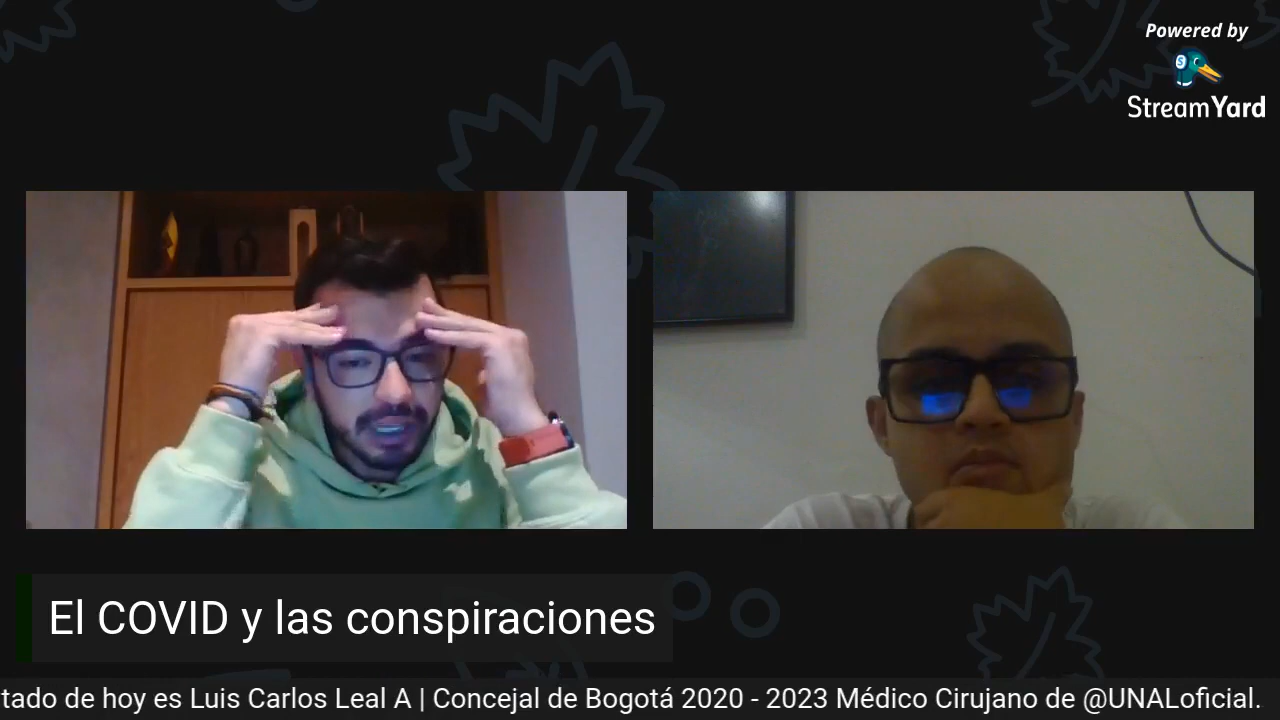 Powered by
StreamYard
El COVID y las conspiraciones
tado de hoy es Luis Carlos Leal A | Concejal de Bogotá 2020 - 2023 Médico Cirujano de @UNALoficial.